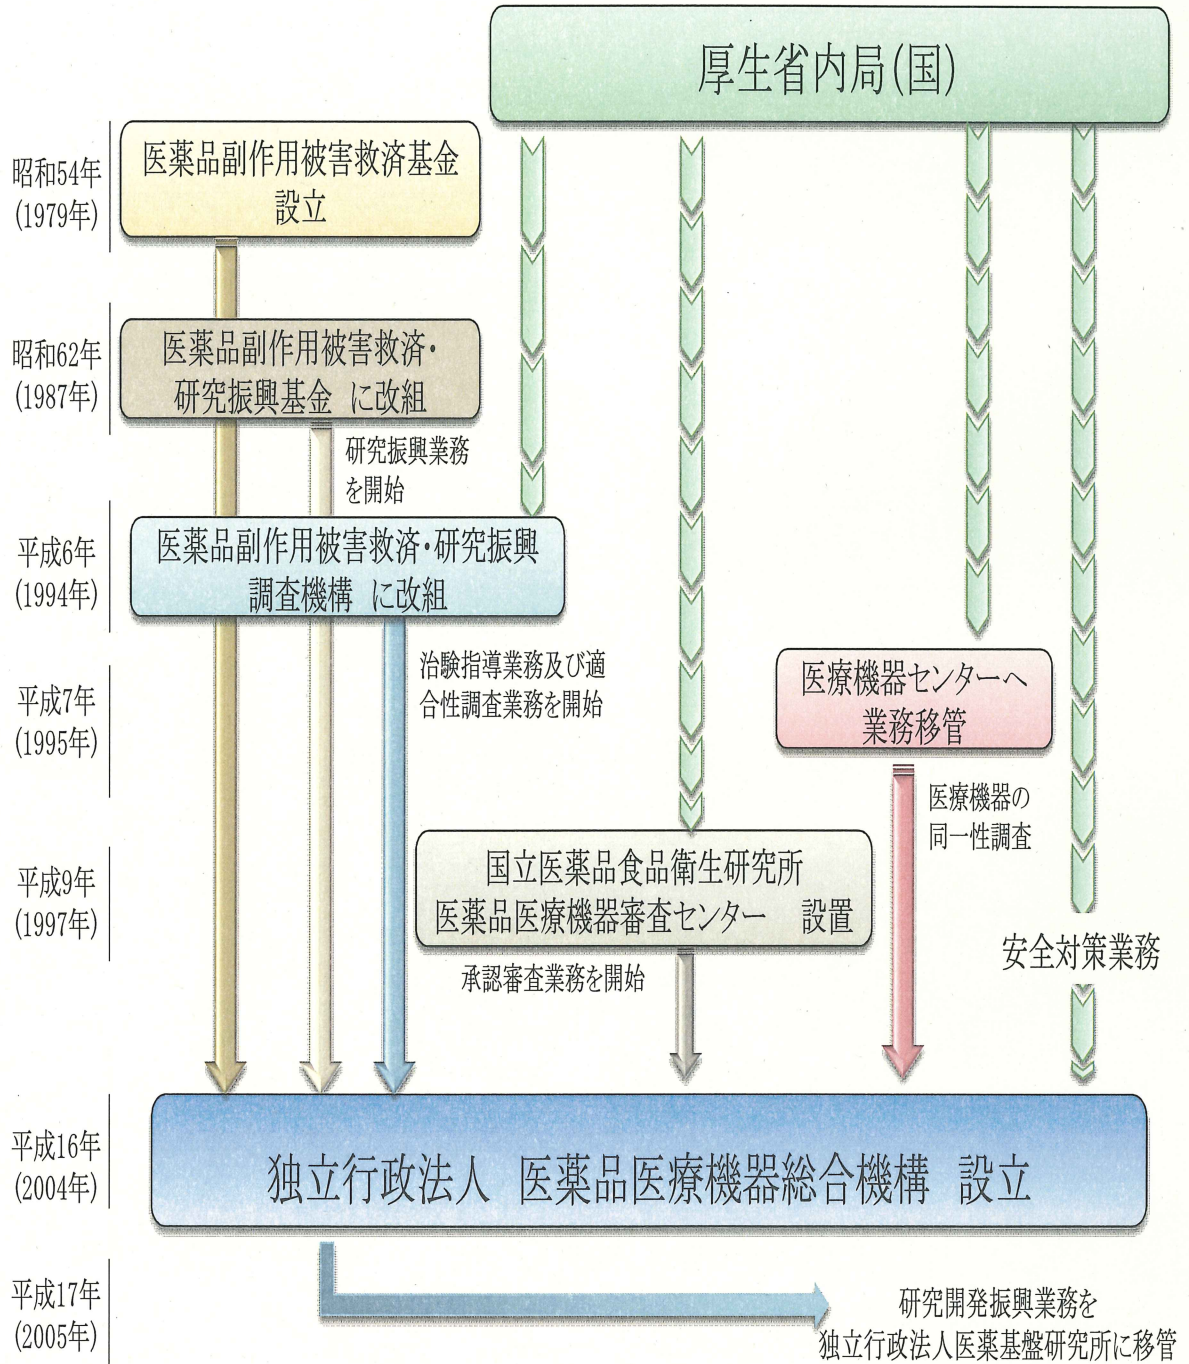 厚生省内局(国)
昭和54年
(1979年)
医薬品副作用被害救済基金
設立
昭和62年
(1987年)
医薬品副作用被害救済・
研究振興基金 に改組
研究振興業務
を開始
平成6年
(1994年)
医薬品副作用被害救済・研究振興
調査機構 に改組
治験指導業務及び適
合性調査業務を開始
平成7年
(1995年)
医療機器センターへ
業務移管
医療機器の
同一性調査
平成9年
(1997年)
国立医薬品食品衛生研究所
医薬品医療機器審査センター 設置
承認審査業務を開始
安全対策業務
平成16年
(2004年)
独立行政法人 医薬品医療機器総合機構 設立
平成17年
(2005年)
研究開発振興業務を
独立行政法人医薬基盤研究所に移管